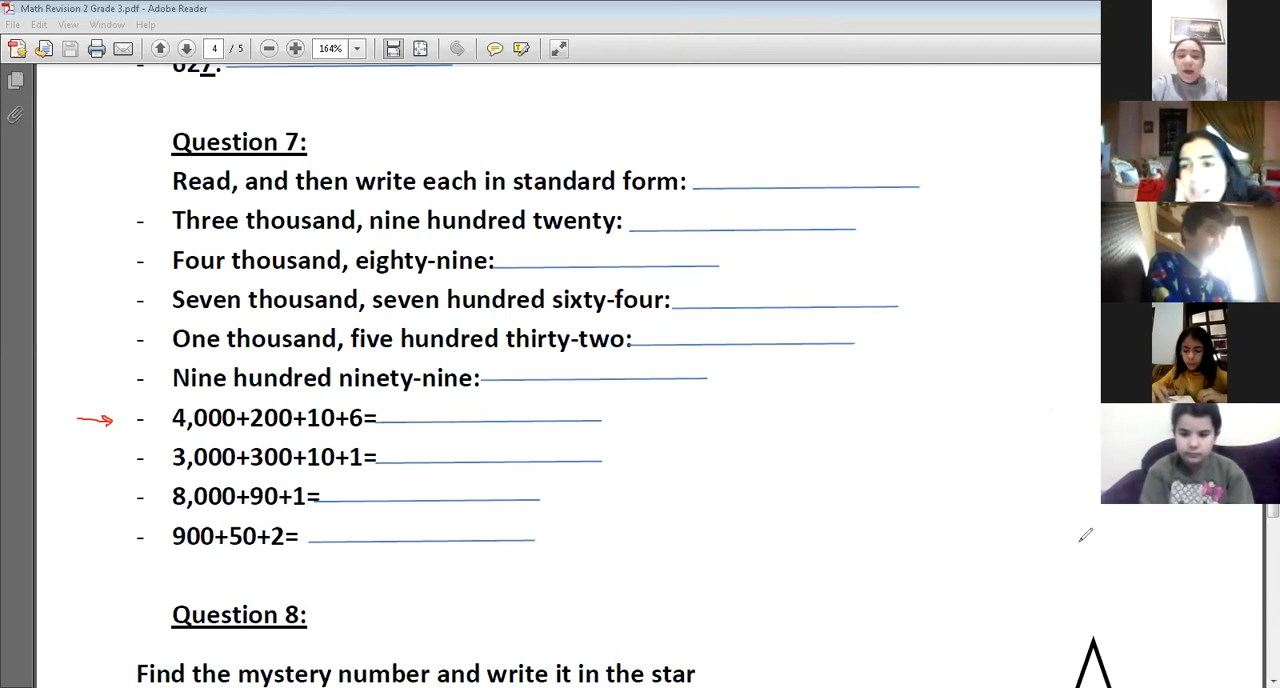 Math Revision 2 Grade 3.pdf - Adobe Reader
File Edit View Window Help
4 / 5 164%
- 627:
Question 7:
Read, and then write each in standard form:
- Three thousand, nine hundred twenty:
- Four thousand, eighty-nine:
- Seven thousand, seven hundred sixty-four:
- One thousand, five hundred thirty-two:
- Nine hundred ninety-nine:
- 4,000+200+10+6=
- 3,000+300+10+1=
- 8,000+90+1=
- 900+50+2=
Question 8:
Find the mystery number and write it in the star